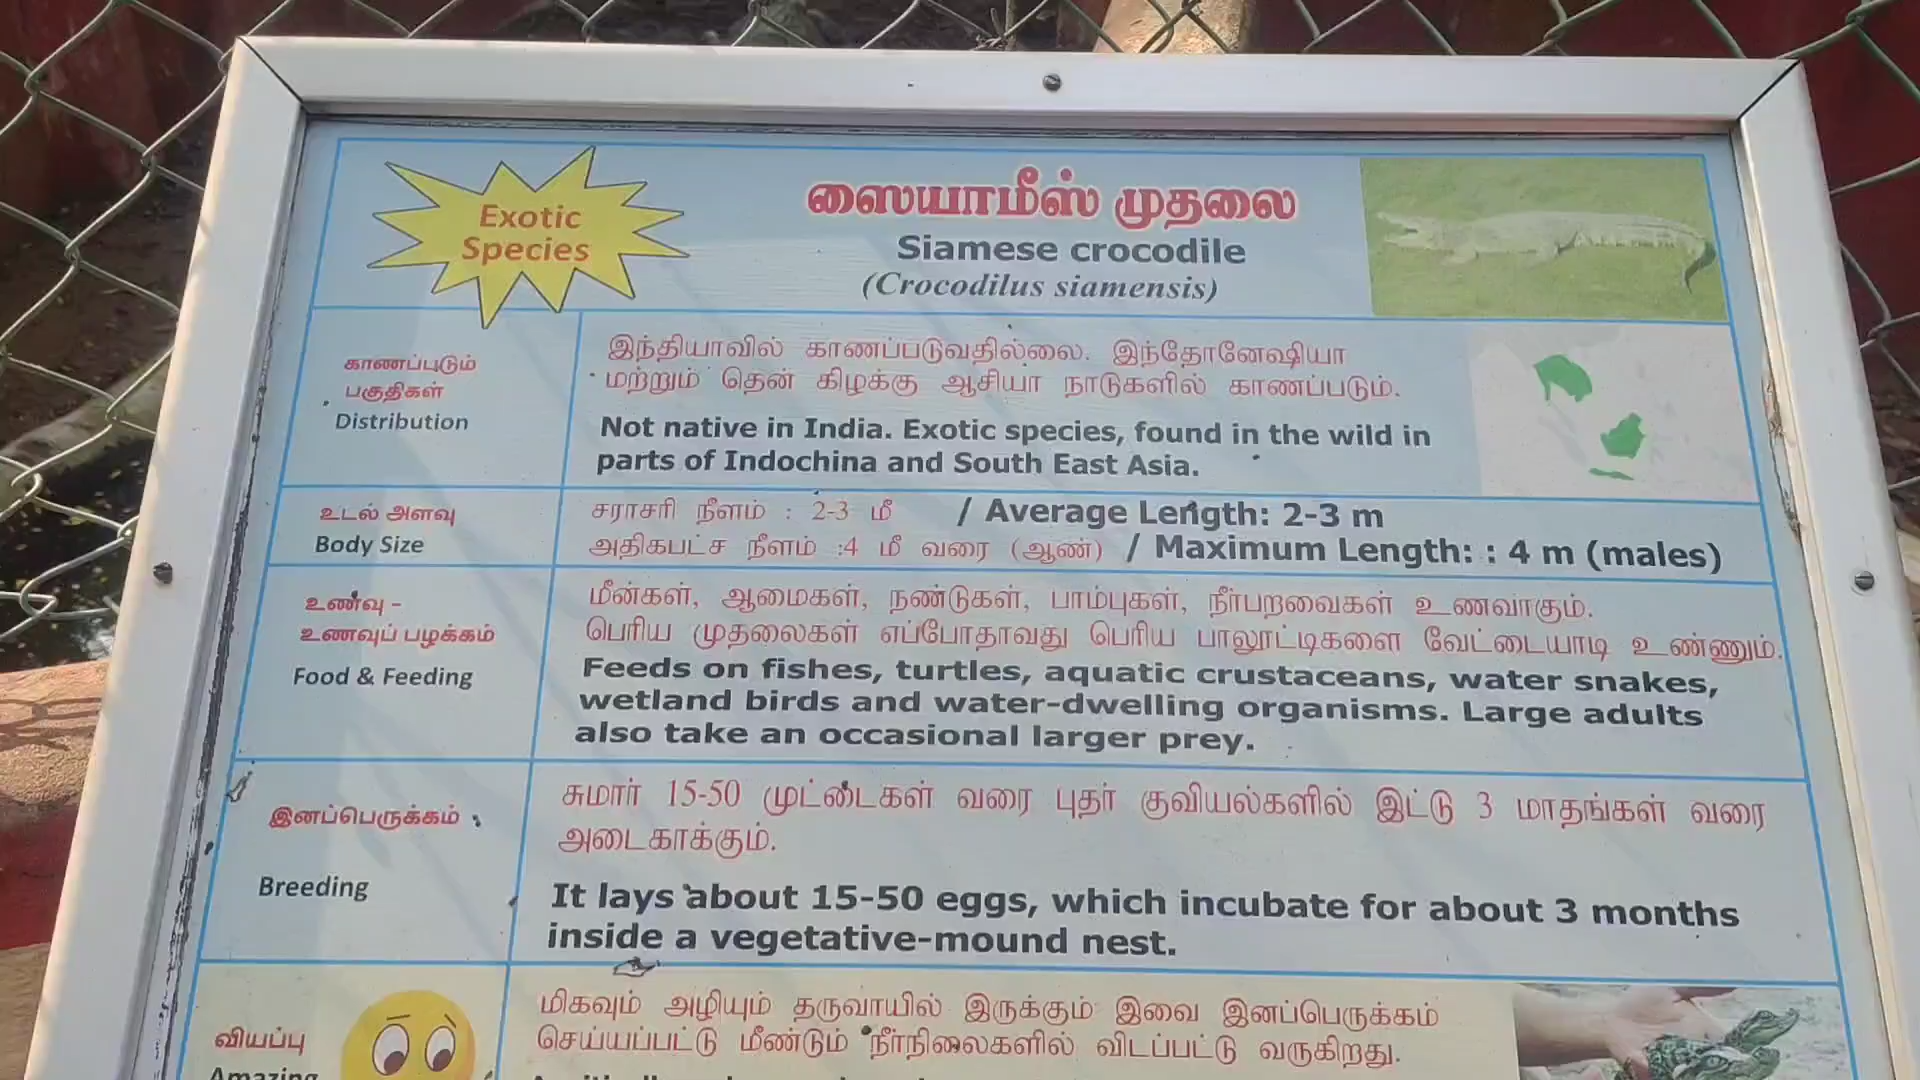 Exotic
Species
ஸையாமீஸ் முதலை
Siamese crocodile
(Crocodilus siamensis)
காணப்படும்
பகுதிகள்
Distribution
இந்தியாவில் காணப்படுவதில்லை. இந்தோனேஷியா
மற்றும் தென் கிழக்கு ஆசியா நாடுகளில் காணப்படும்.
Not native in India. Exotic species, found in the wild in
parts of Indochina and South East Asia.
உடல் அளவு
Body Size
சராசரி நீளம் : 2-3 மீ / Average Length: 2-3 m
அதிகபட்ச நீளம் :4 மீ வரை (ஆண்) / Maximum Length: : 4 m (males)
உணவு -
உணவுப் பழக்கம்
Food & Feeding
மீன்கள், ஆமைகள், நண்டுகள், பாம்புகள், நீர்பறவைகள் உணவாகும்.
பெரிய முதலைகள் எப்போதாவது பெரிய பாலூட்டிகளை வேட்டையாடி உண்ணும்.
Feeds on fishes, turtles, aquatic crustaceans, water snakes,
wetland birds and water-dwelling organisms. Large adults
also take an occasional larger prey.
இனப்பெருக்கம்
Breeding
சுமார் 15-50 முட்டைகள் வரை புதர் குவியல்களில் இட்டு 3 மாதங்கள் வரை
அடைகாக்கும்.
It lays about 15-50 eggs, which incubate for about 3 months
inside a vegetative-mound nest.
வியப்பு
Amazing
மிகவும் அழியும் தருவாயில் இருக்கும் இவை இனப்பெருக்கம்
செய்யப்பட்டு மீண்டும் நீர்நிலைகளில் விடப்பட்டு வருகிறது.